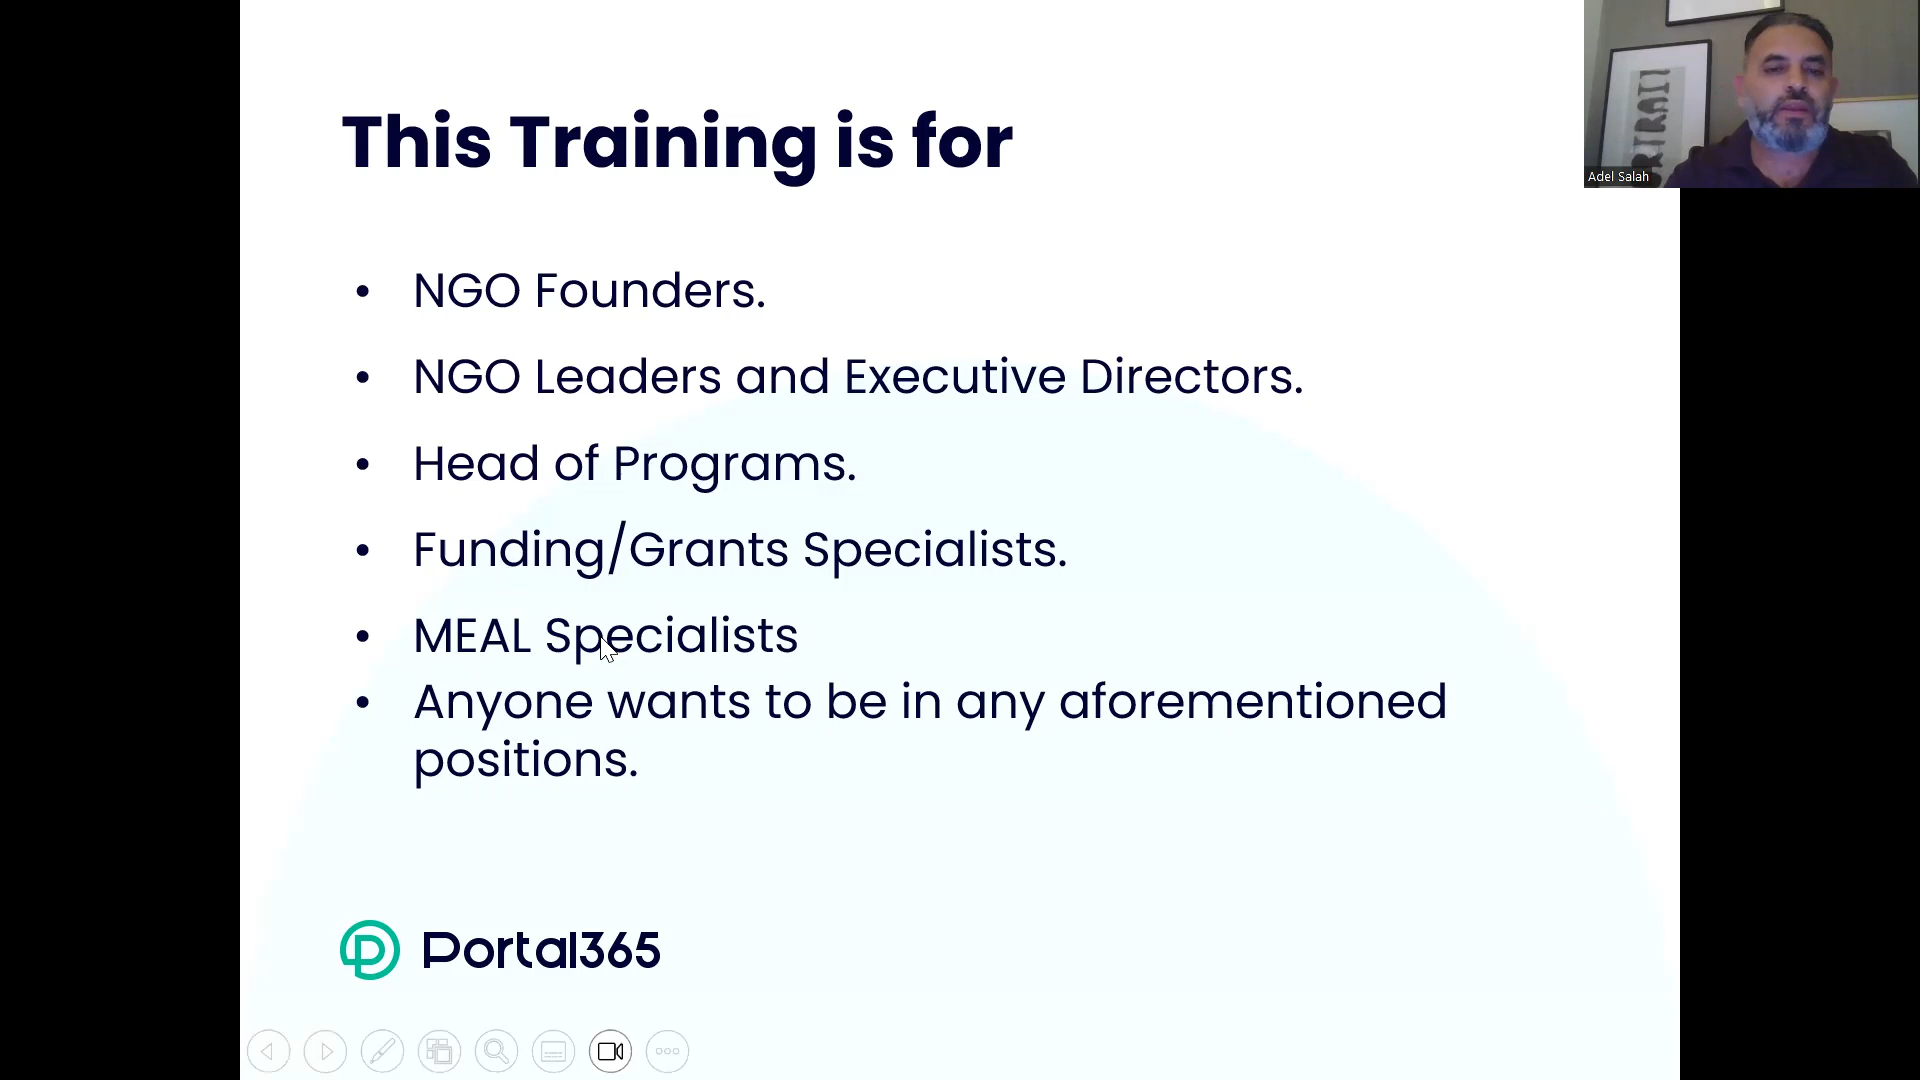 This Training is for
• NGO Founders.
• NGO Leaders and Executive Directors.
• Head of Programs.
• Funding/Grants Specialists.
• MEAL Specialists
• Anyone wants to be in any aforementioned
positions.
Portal365
Adel Salah